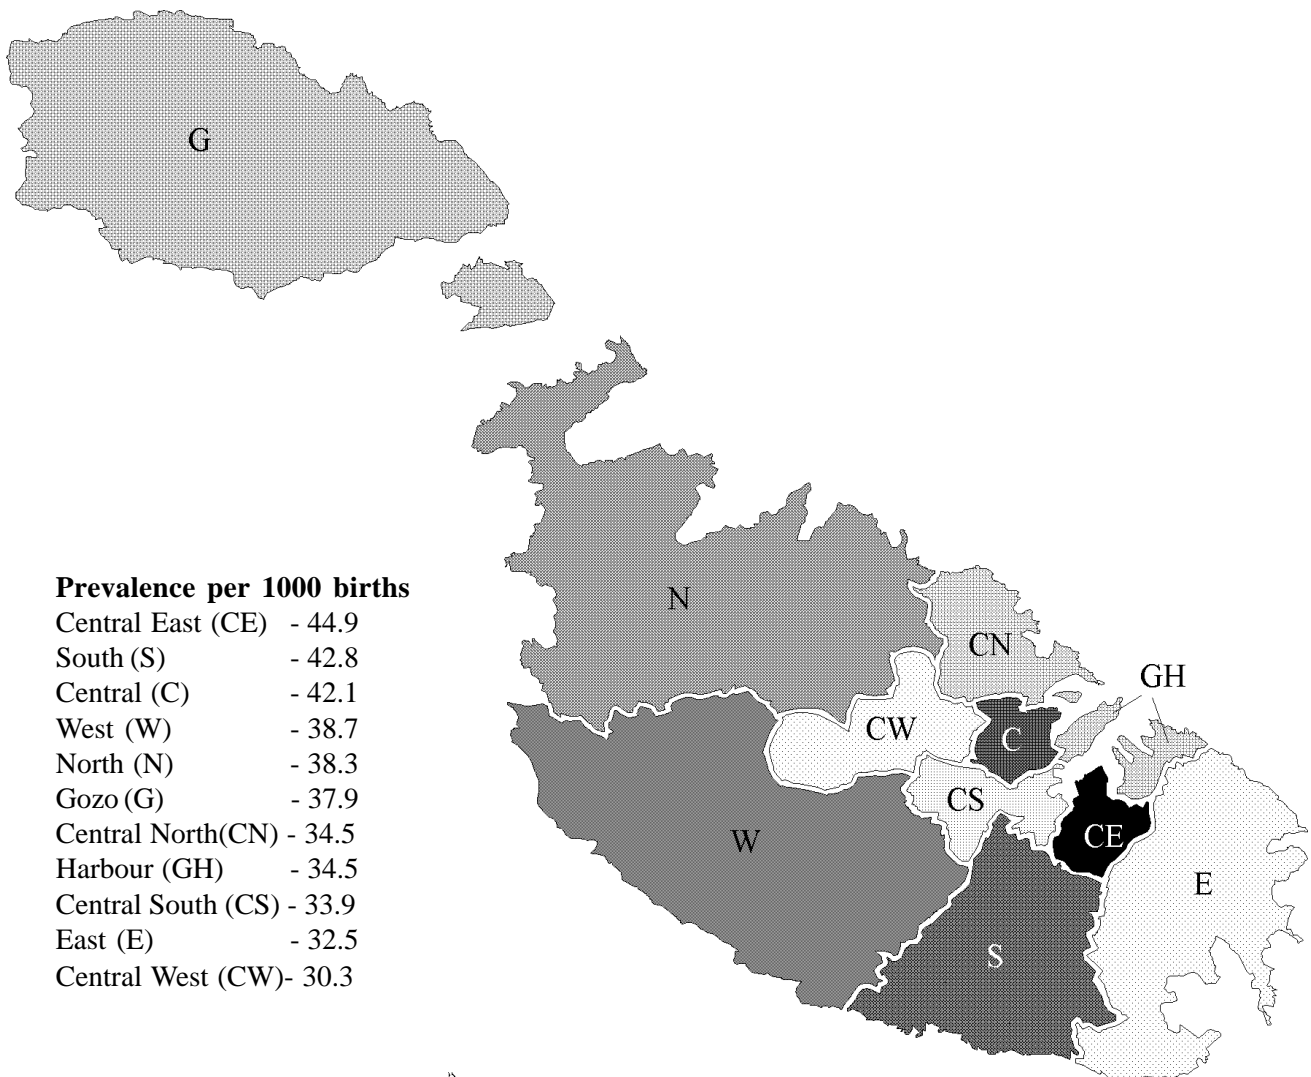 G
N
CN
GH
CW
C
CS
W
CE
E
S
Prevalence per 1000 births
Central East (CE) - 44.9
South (S) - 42.8
Central (C) - 42.1
West (W) - 38.7
North (N) - 38.3
Gozo (G) - 37.9
Central North(CN) - 34.5
Harbour (GH) - 34.5
Central South (CS) - 33.9
East (E) - 32.5
Central West (CW)- 30.3